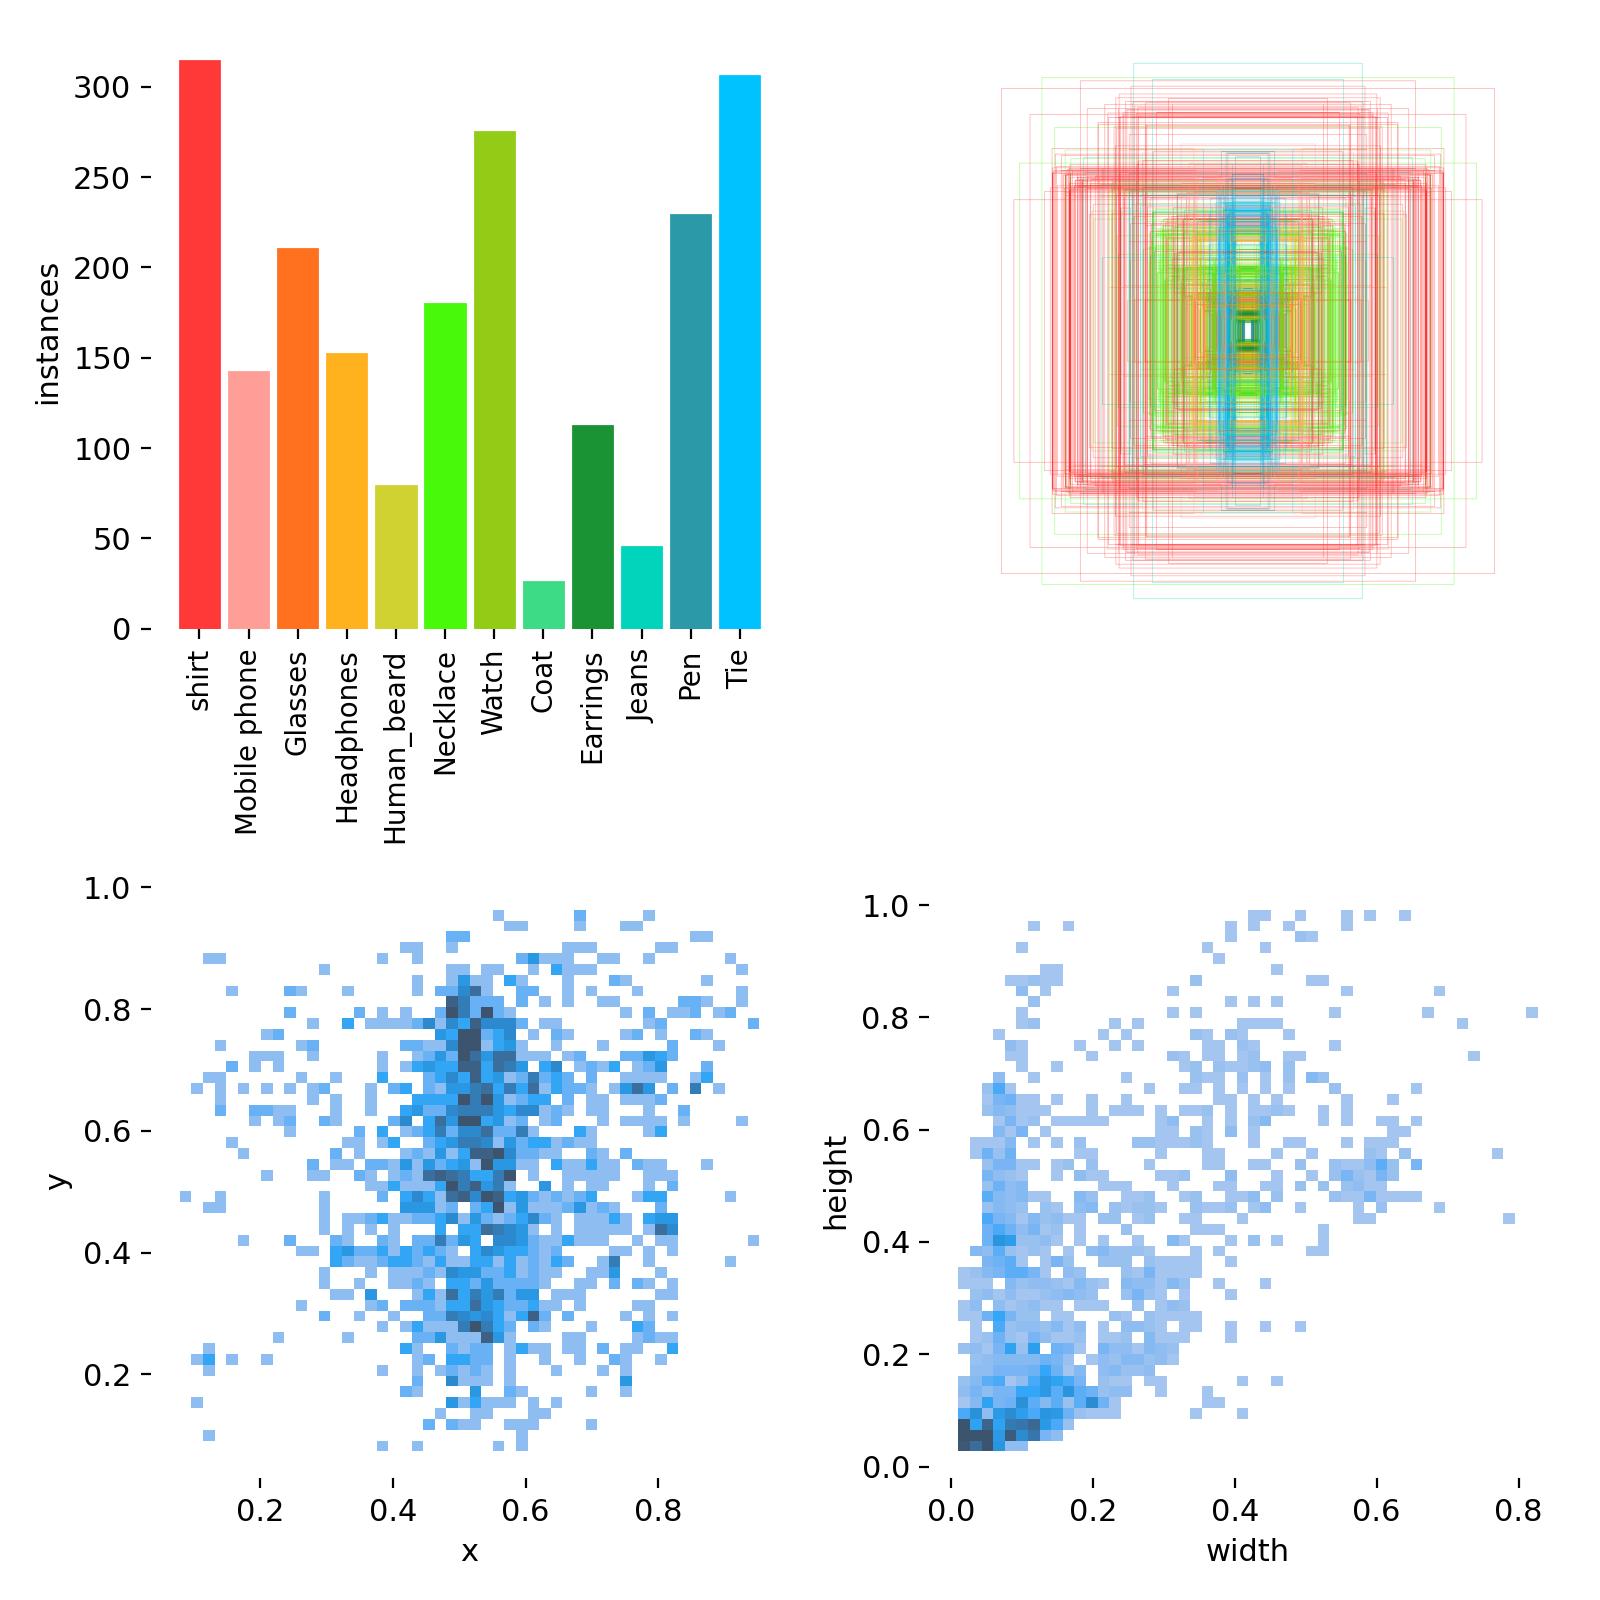 300
250
200
150
100
50
0
instances
shirt
Mobile phone
Glasses
Headphones
Human_beard
Necklace
Watch
Coat
Earrings
Jeans
Pen
Tie
1.0
0.8
0.6
0.4
0.2
y
0.2 0.4 0.6 0.8
x
1.0
0.8
0.6
0.4
0.2
0.0
height
0.0 0.2 0.4 0.6 0.8
width